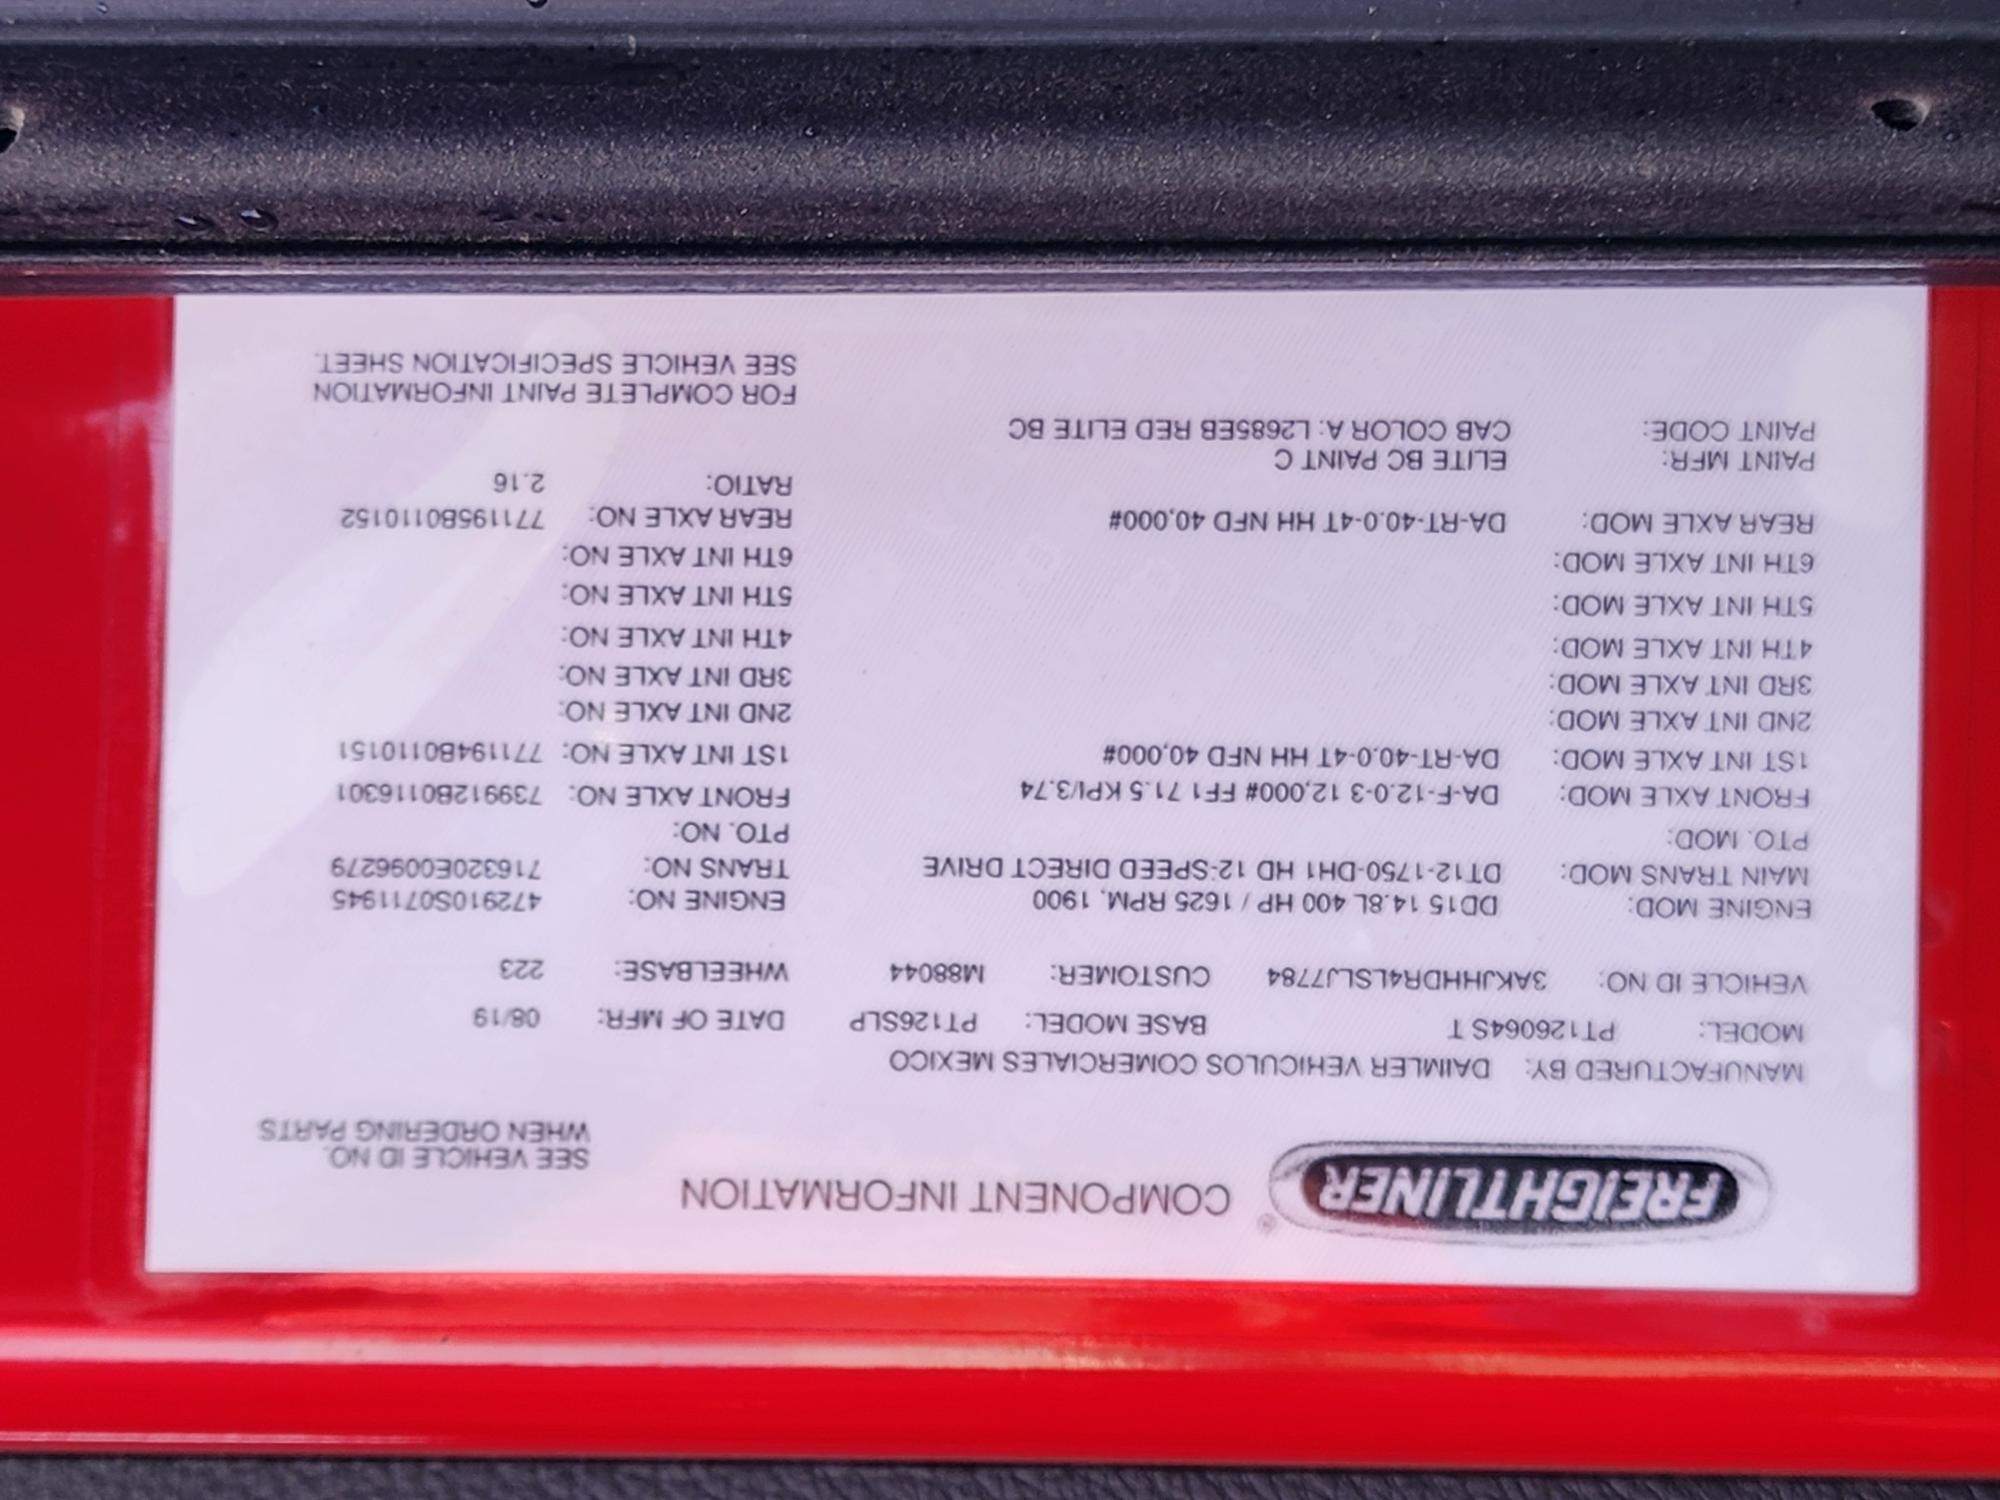 FREIGHTLINER ® COMPONENT INFORMATION
SEE VEHICLE ID NO.
WHEN ORDERING PARTS
MANUFACTURED BY: DAIMLER VEHICULOS COMERCIALES MEXICO
MODEL: PT126064S T BASE MODEL: PT126SLP DATE OF MFR: 08/19
VEHICLE ID NO: 3AKJHHDR4LSLJ7784 CUSTOMER: M88044 WHEELBASE: 223
ENGINE MOD: DD15 14.8L 400 HP / 1625 RPM, 1900 ENGINE NO: 472910S0711945
MAIN TRANS MOD: DT12-1750-DH1 HD 12-SPEED DIRECT DRIVE TRANS NO: 716320E0096279
PTO. MOD: PTO. NO:
FRONT AXLE MOD: DA-F-12.0-3 12,000# FF1 71.5 KPI/3.74 FRONT AXLE NO: 739912B0116301
1ST INT AXLE MOD: DA-RT-40.0-4T HH NFD 40,000# 1ST INT AXLE NO: 771194B0110151
2ND INT AXLE MOD: 2ND INT AXLE NO:
3RD INT AXLE MOD: 3RD INT AXLE NO:
4TH INT AXLE MOD: 4TH INT AXLE NO:
5TH INT AXLE MOD: 5TH INT AXLE NO:
6TH INT AXLE MOD: 6TH INT AXLE NO:
REAR AXLE MOD: DA-RT-40.0-4T HH NFD 40,000# REAR AXLE NO: 771195B0110152
RATIO: 2.16
PAINT MFR: ELITE BC PAINT C
PAINT CODE: CAB COLOR A: L2685EB RED ELITE BC
FOR COMPLETE PAINT INFORMATION
SEE VEHICLE SPECIFICATION SHEET.